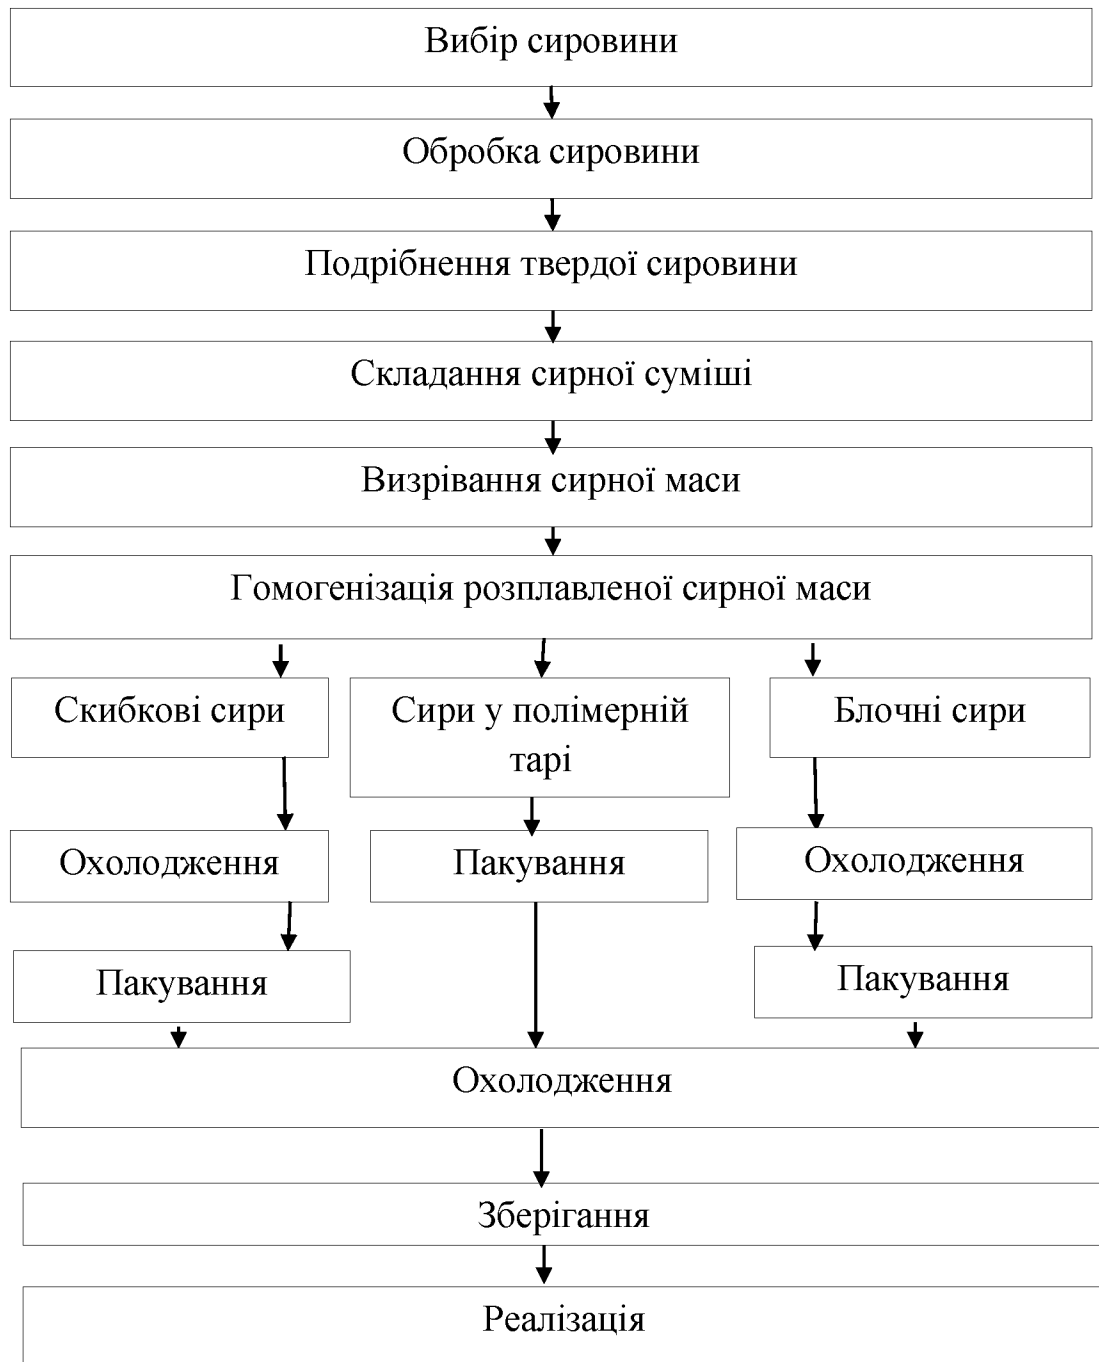 Вибір сировини
Обробка сировини
Подрібнення твердої сировини
Складання сирної суміші
Визрівання сирної маси
Гомогенізація розплавленої сирної маси
Скибкові сири
Сири у полімерній
тарі
Блочні сири
Охолодження
Пакування
Охолодження
Пакування
Пакування
Охолодження
Зберігання
Реалізація